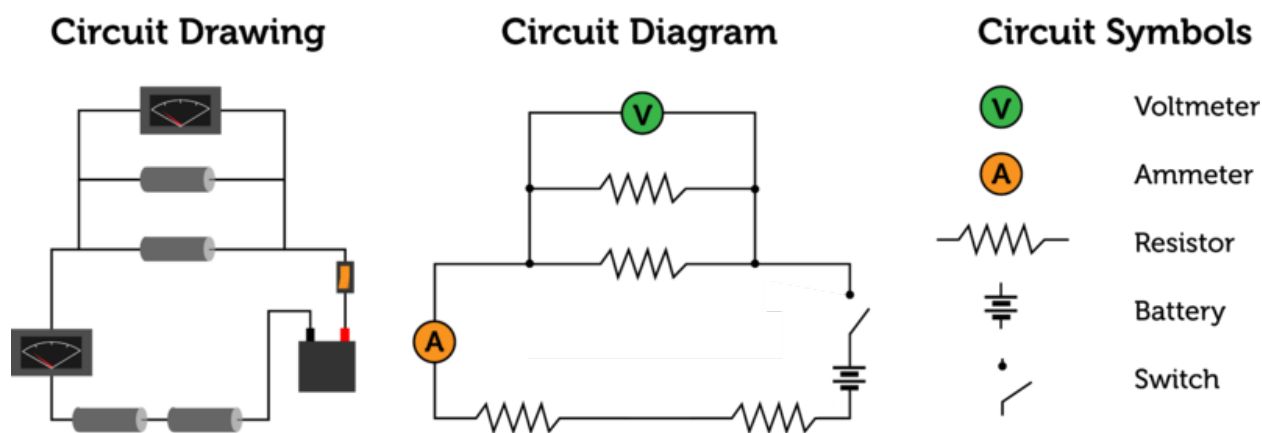 Circuit Drawing
Circuit Diagram
Circuit Symbols
V
A
V
Voltmeter
A
Ammeter
Resistor
Battery
Switch